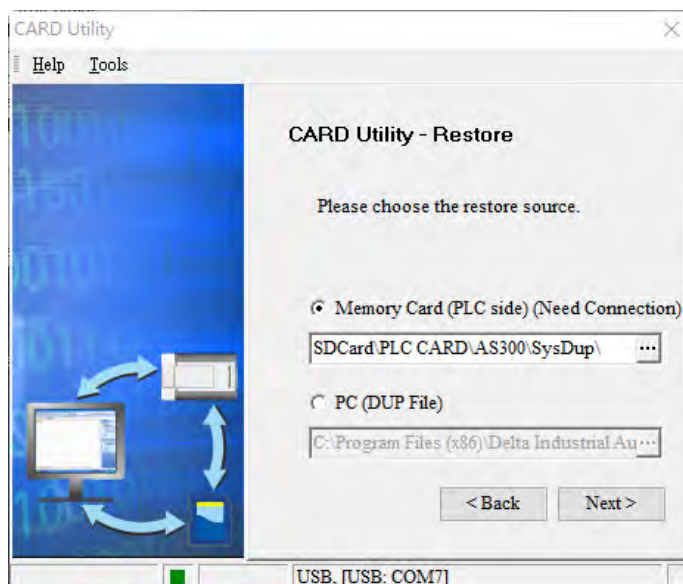 CARD Utility
Help Tools
CARD Utility - Restore
Please choose the restore source.
Memory Card (PLC side) (Need Connection)
SDCard\PLC CARD\AS300\SysDup\ ...
PC (DUP File)
C:\Program Files (x86)\Delta Industrial Au ...
< Back Next >
USB, [USB: COM7]